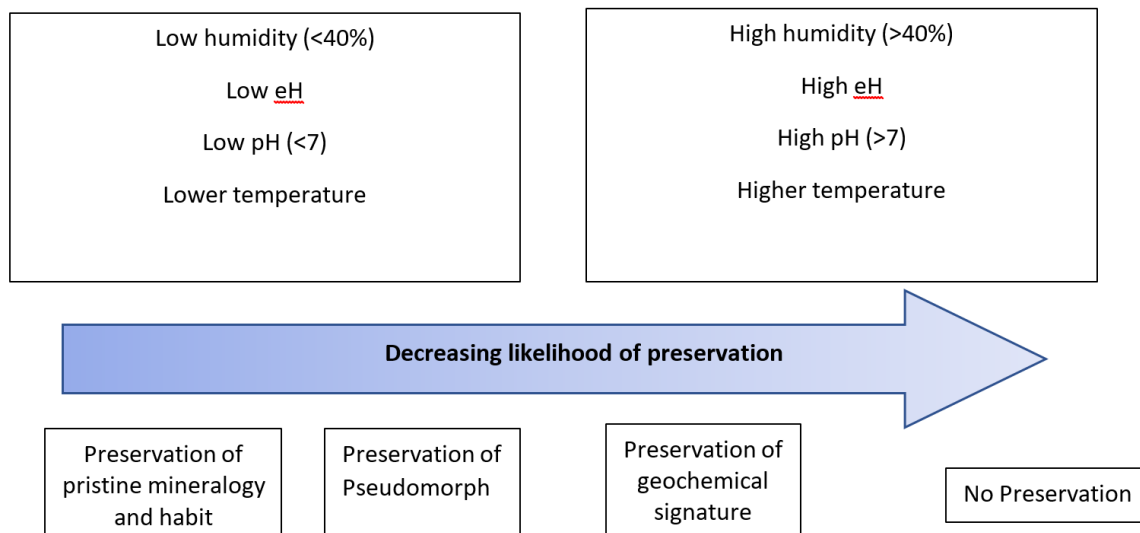 Low humidity (<40%)
Low eH
Low pH (<7)
Lower temperature
High humidity (>40%)
High eH
High pH (>7)
Higher temperature
Decreasing likelihood of preservation
Preservation of
pristine mineralogy
and habit
Preservation of
Pseudomorph
Preservation of
geochemical
signature
No Preservation